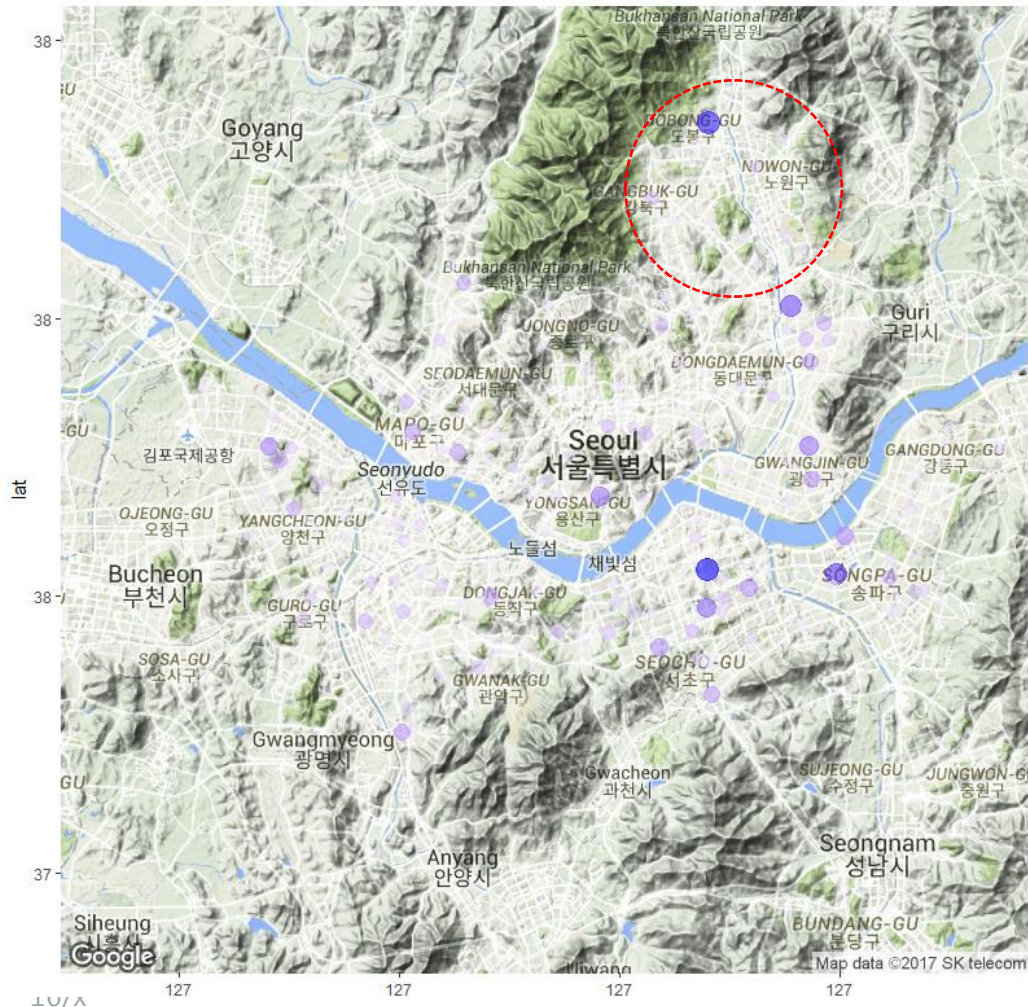 Bukhansan National Park
북한산국립공원
38
Goyang
고양시
DOBONG-GU
도봉구
NOWON-GU
노원구
GANGBUK-GU
강북구
Bukhansan National Park
북한산국립공원
38
Guri
구리시
JONGNO-GU
종로구
SEODAEMUN-GU
서대문구
DONGDAEMUN-GU
동대문구
MAPO-GU
마포구
-GU
김포국제공항
Seoul
서울특별시
Seonyudo
선유도
GWANGJIN-GU
광진구
GANGDONG-GU
강동구
lat
OJEONG-GU
오정구
YANGCHEON-GU
양천구
YONGSAN-GU
용산구
노들섬
채빛섬
Bucheon
부천시
38
SONGPA-GU
송파구
GURO-GU
구로구
DONGJAK-GU
동작구
SOSA-GU
소사구
SEOCHO-GU
서초구
GWANAK-GU
관악구
Gwangmyeong
광명시
Gwacheon
과천시
SUJEONG-GU
수정구
JUNGWON-G
중원구
GU
Anyang
안양시
Seongnam
성남시
37
Siheung
BUNDANG-GU
분당구
Google
Uiwang
Map data ©2017 SK telecom
127
127
127
127